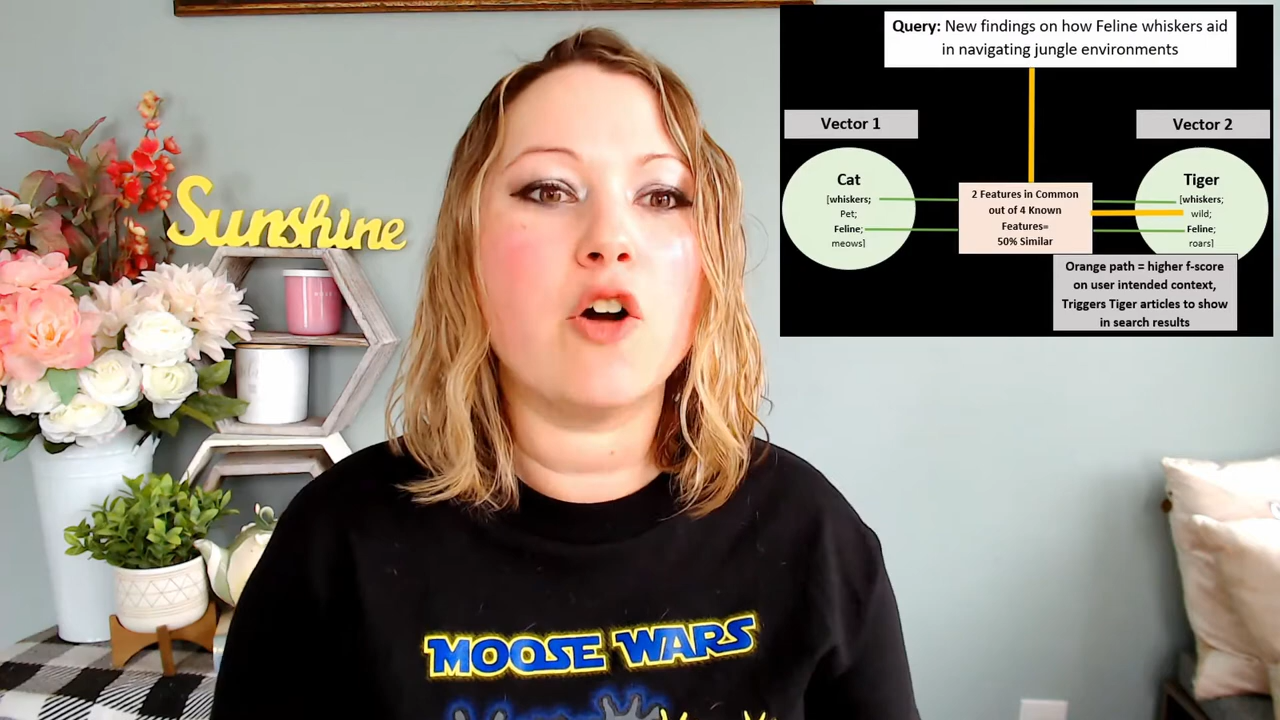 Query: New findings on how Feline whiskers aid
in navigating jungle environments
Vector 1
Vector 2
Cat
[whiskers;
Pet;
Feline;
meows]
2 Features in Common
out of 4 Known
Features=
50% Similar
Tiger
[whiskers;
wild;
Feline;
roars]
Orange path = higher f-score
on user intended context,
Triggers Tiger articles to show
in search results
Sunshine
MOOSE WARS